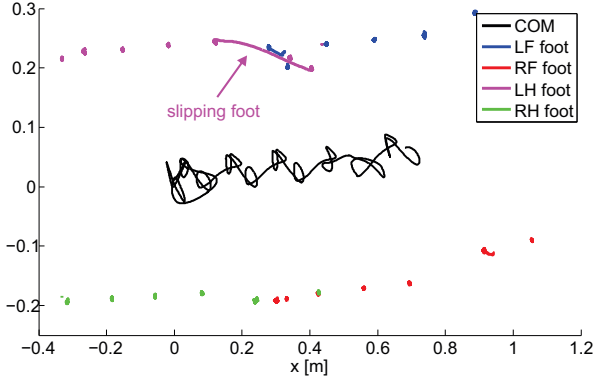 0.3
0.2
0.1
0
−0.1
−0.2
COM
LF foot
RF foot
LH foot
RH foot
slipping foot
−0.4
−0.2
0
0.2
0.4
0.6
0.8
1
1.2
x [m]